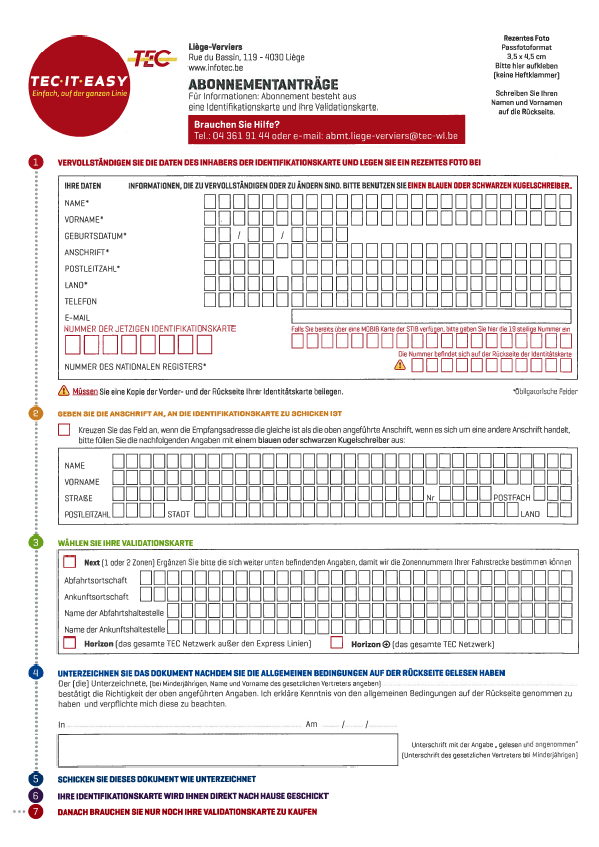 TEC·IT·EASY
Einfach, auf der ganzen Linie
TEC
Liège-Verviers
Rue du Bassin, 119 - 4030 Liège
www.infotec.be
ABONNEMENTANTRÄGE
Für Informationen: Abonnement besteht aus
eine Identifikationskarte und Ihre Validationskarte.
Brauchen Sie Hilfe?
Tel.: 04 361 91 44 oder e-mail: abmt.liege-verviers@tec-wl.be
Rezentes Foto
Passfotoformat
3,5 x 4,5 cm
Bitte hier aufkleben
(keine Heftklammer)
Schreiben Sie Ihren
Namen und Vornamen
auf die Rückseite.
1 VERVOLLSTÄNDIGEN SIE DIE DATEN DES INHABERS DER IDENTIFIKATIONSKARTE UND LEGEN SIE EIN REZENTES FOTO BEI
IHRE DATEN INFORMATIONEN, DIE ZU VERVOLLSTÄNDIGEN ODER ZU ÄNDERN SIND. BITTE BENUTZEN SIE EINEN BLAUEN ODER SCHWARZEN KUGELSCHREIBER.
NAME*
VORNAME*
GEBURTSDATUM* / /
ANSCHRIFT*
POSTLEITZAHL*
LAND*
TELEFON
E-MAIL
NUMMER DER JETZIGEN IDENTIFIKATIONSKARTE
Falls Sie bereits über eine MOBIB Karte der STIB verfügen, bitte geben Sie hier die 19 stellige Nummer ein
Die Nummer befindet sich auf der Rückseite der Identitätskarte
NUMMER DES NATIONALEN REGISTERS*
Müssen Sie eine Kopie der Vorder- und der Rückseite Ihrer Identitätskarte beilegen.
*Obligatorische Felder
2 GEBEN SIE DIE ANSCHRIFT AN, AN DIE IDENTIFIKATIONSKARTE ZU SCHICKEN IST
Kreuzen Sie das Feld an, wenn die Empfangsadresse die gleiche ist als die oben angeführte Anschrift, wenn es sich um eine andere Anschrift handelt,
bitte füllen Sie die nachfolgenden Angaben mit einem blauen oder schwarzen Kugelschreiber aus:
NAME
VORNAME
STRAßE Nr POSTFACH
POSTLEITZAHL STADT LAND
3 WÄHLEN SIE IHRE VALIDATIONSKARTE
Next (1 oder 2 Zonen) Ergänzen Sie bitte die sich weiter unten befindenden Angaben, damit wir die Zonennummern Ihrer Fahrstrecke bestimmen können
Abfahrtsortschaft
Ankunftsortschaft
Name der Abfahrtshaltestelle
Name der Ankunftshaltestelle
Horizon (das gesamte TEC Netzwerk außer den Express Linien) Horizon + (das gesamte TEC Netzwerk)
4 UNTERZEICHNEN SIE DAS DOKUMENT NACHDEM SIE DIE ALLGEMEINEN BEDINGUNGEN AUF DER RÜCKSEITE GELESEN HABEN
Der (die) Unterzeichnete, (bei Minderjährigen, Name und Vorname des gesetzlichen Vertreters angeben)
bestätigt die Richtigkeit der oben angeführten Angaben. Ich erkläre Kenntnis von den allgemeinen Bedingungen auf der Rückseite genommen zu
haben und verpflichte mich diese zu beachten.
In Am / /
Unterschrift mit der Angabe „gelesen und angenommen"
(Unterschrift des gesetzlichen Vertreters bei Minderjährigen)
5 SCHICKEN SIE DIESES DOKUMENT WIE UNTERZEICHNET
6 IHRE IDENTIFIKATIONSKARTE WIRD IHNEN DIREKT NACH HAUSE GESCHICKT
7 DANACH BRAUCHEN SIE NUR NOCH IHRE VALIDATIONSKARTE ZU KAUFEN